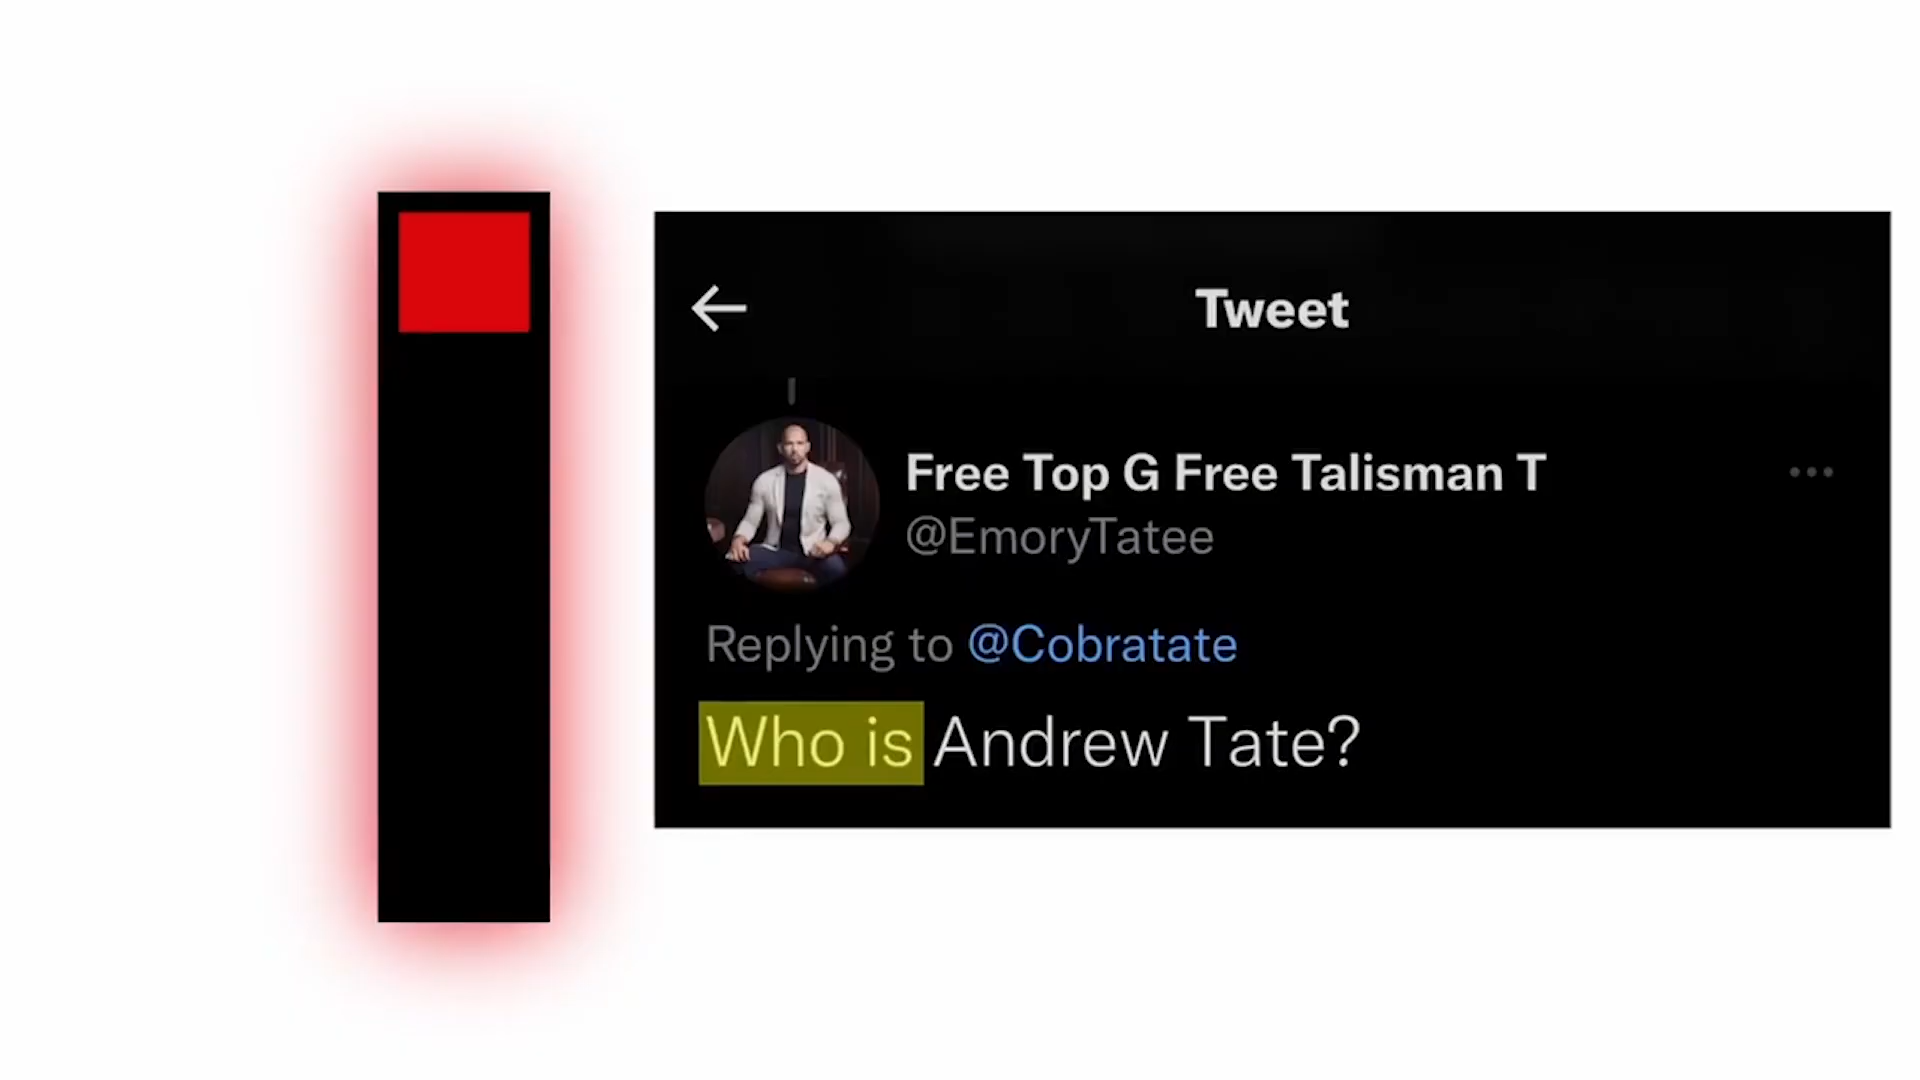 Tweet
Free Top G Free Talisman T
@EmoryTatee
Replying to @Cobratate
Who is Andrew Tate?